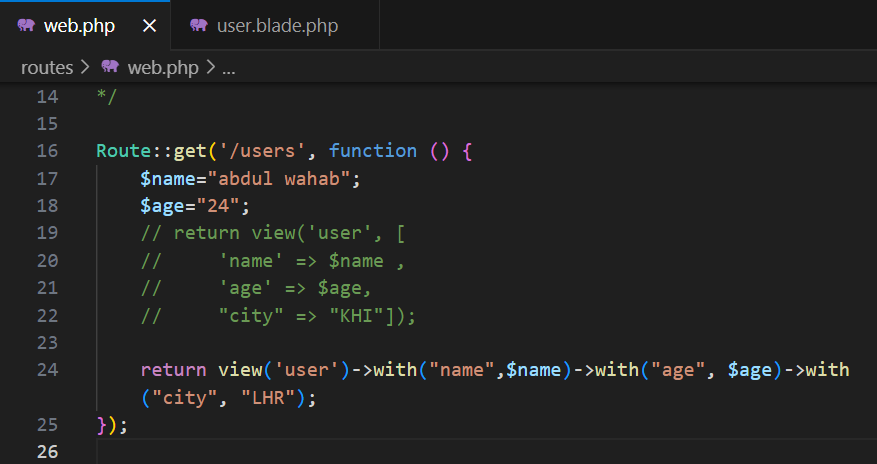 web.php × user.blade.php
routes > web.php > ...
14 */
15
16 Route::get('/users', function () {
17     $name="abdul wahab";
18     $age="24";
19     // return view('user', [
20     //     'name' => $name ,
21     //     'age' => $age,
22     //     "city" => "KHI"]);
23
24     return view('user')->with("name",$name)->with("age", $age)->with
    ("city", "LHR");
25 });
26